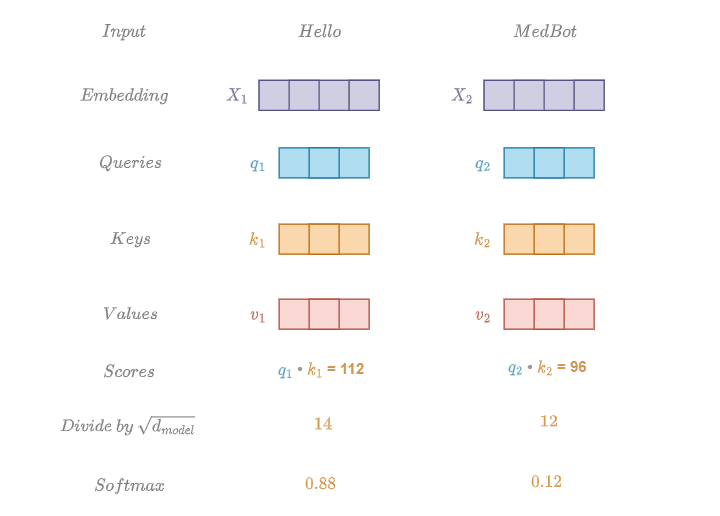 Input Hello MedBot
Embedding X₁ X₂
Queries q₁ q₂
Keys k₁ k₂
Values v₁ v₂
Scores q₁ • k₁ = 112 q₂ • k₂ = 96
Divide by √d_model 14 12
Softmax 0.88 0.12